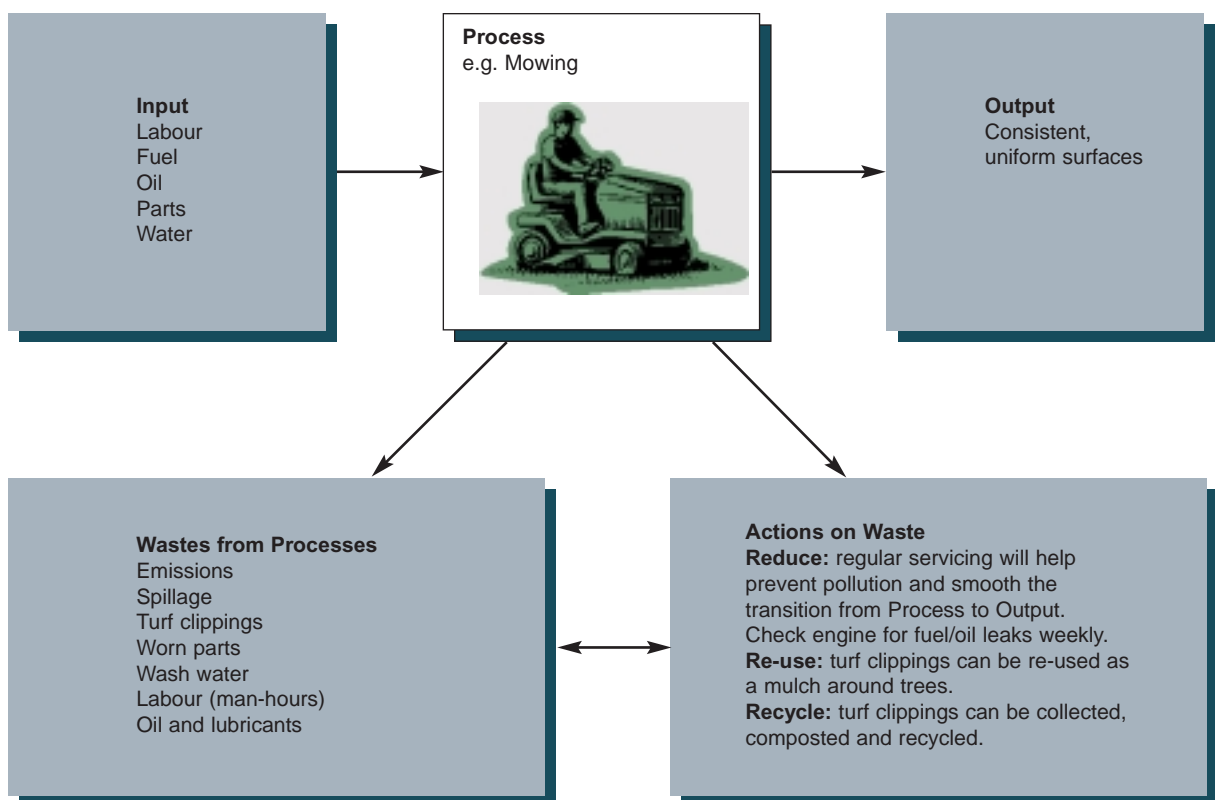 Process
e.g. Mowing
Input
Labour
Fuel
Oil
Parts
Water
Output
Consistent,
uniform surfaces
Wastes from Processes
Emissions
Spillage
Turf clippings
Worn parts
Wash water
Labour (man-hours)
Oil and lubricants
Actions on Waste
Reduce: regular servicing will help
prevent pollution and smooth the
transition from Process to Output.
Check engine for fuel/oil leaks weekly.
Re-use: turf clippings can be re-used as
a mulch around trees.
Recycle: turf clippings can be collected,
composted and recycled.